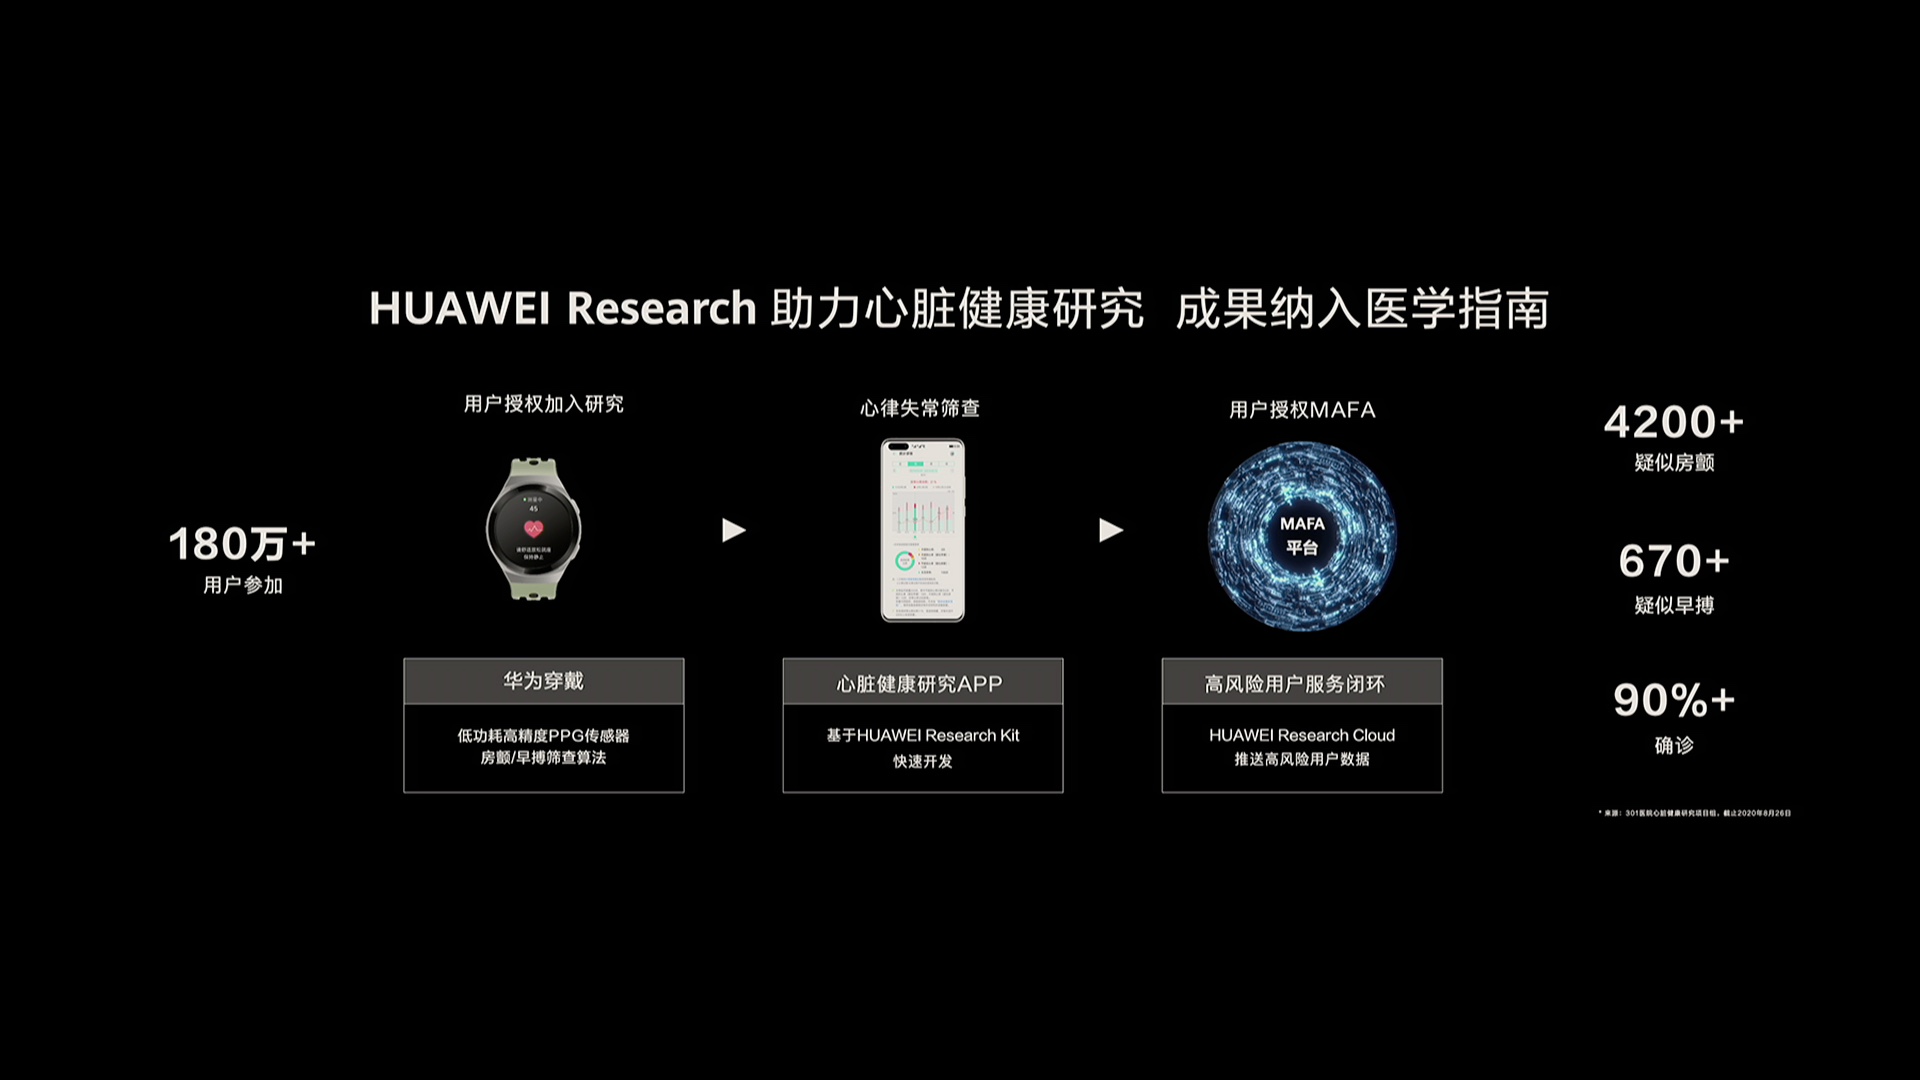 HUAWEI Research 助力心脏健康研究 成果纳入医学指南
180万+
用户参加
用户授权加入研究
45
华为穿戴
低功耗高精度PPG传感器
房颤/早搏筛查算法
心律失常筛查
心脏健康研究APP
基于HUAWEI Research Kit
快速开发
用户授权MAFA
MAFA
平台
高风险用户服务闭环
HUAWEI Research Cloud
推送高风险用户数据
4200+
疑似房颤
670+
疑似早搏
90%+
确诊
* 来源：301医院心脏健康研究项目组，截止2020年8月26日